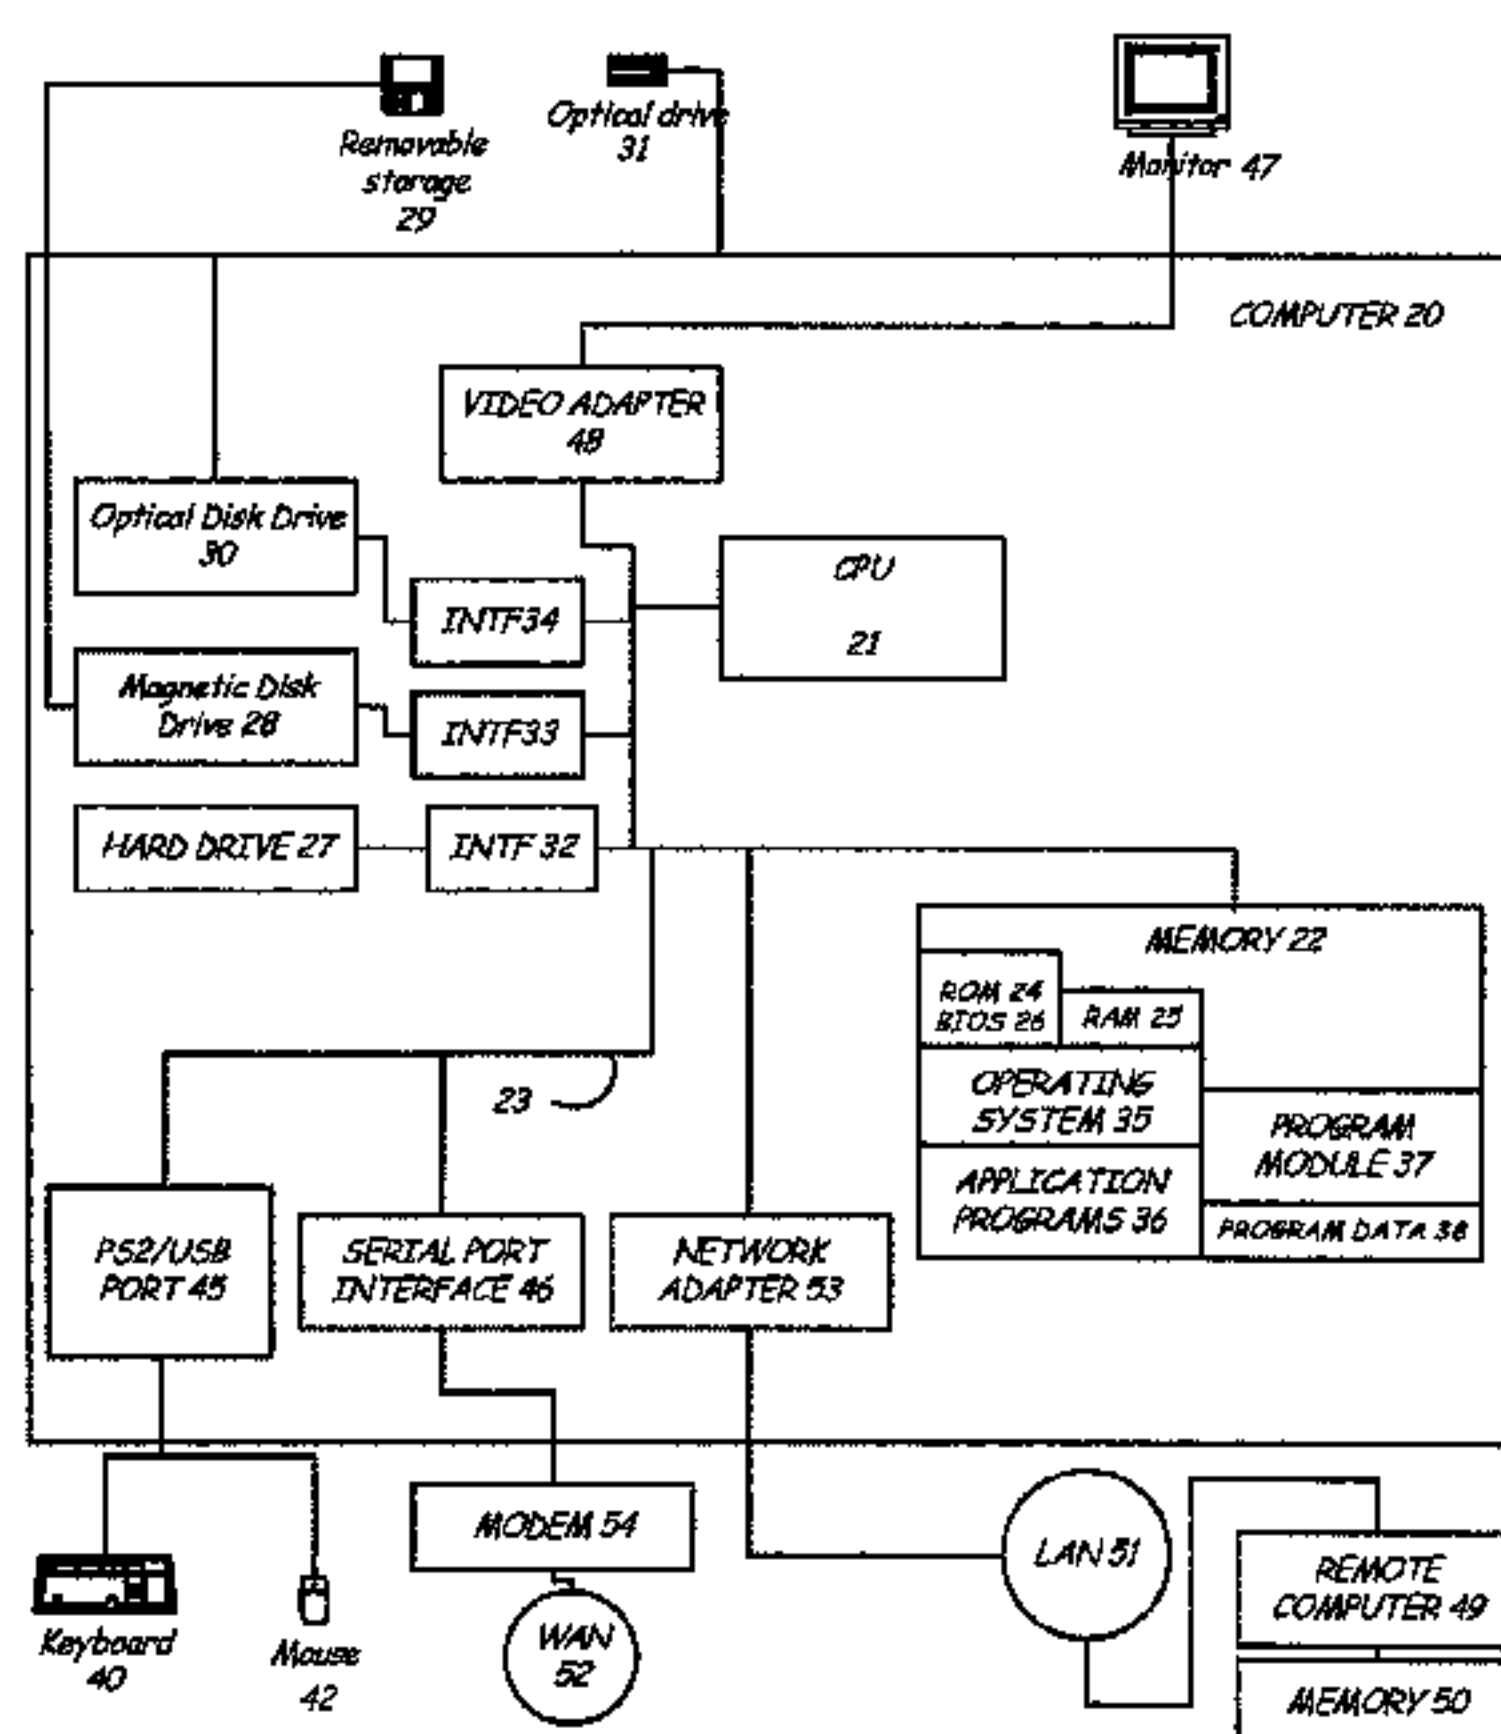 Removable
storage
29
Optical drive
31
Monitor 47
COMPUTER 20
VIDEO ADAPTER
48
Optical Disk Drive
30
INTF34
CPU
21
Magnetic Disk
Drive 28
INTF33
HARD DRIVE 27
INTF 32
MEMORY 22
ROM 24
BIOS 26
RAM 25
OPERATING
SYSTEM 35
PROGRAM
MODULE 37
APPLICATION
PROGRAMS 36
PROGRAM DATA 38
23
PS2/USB
PORT 45
SERIAL PORT
INTERFACE 46
NETWORK
ADAPTER 53
MODEM 54
LAN 51
REMOTE
COMPUTER 49
Keyboard
40
Mouse
42
WAN
52
MEMORY 50